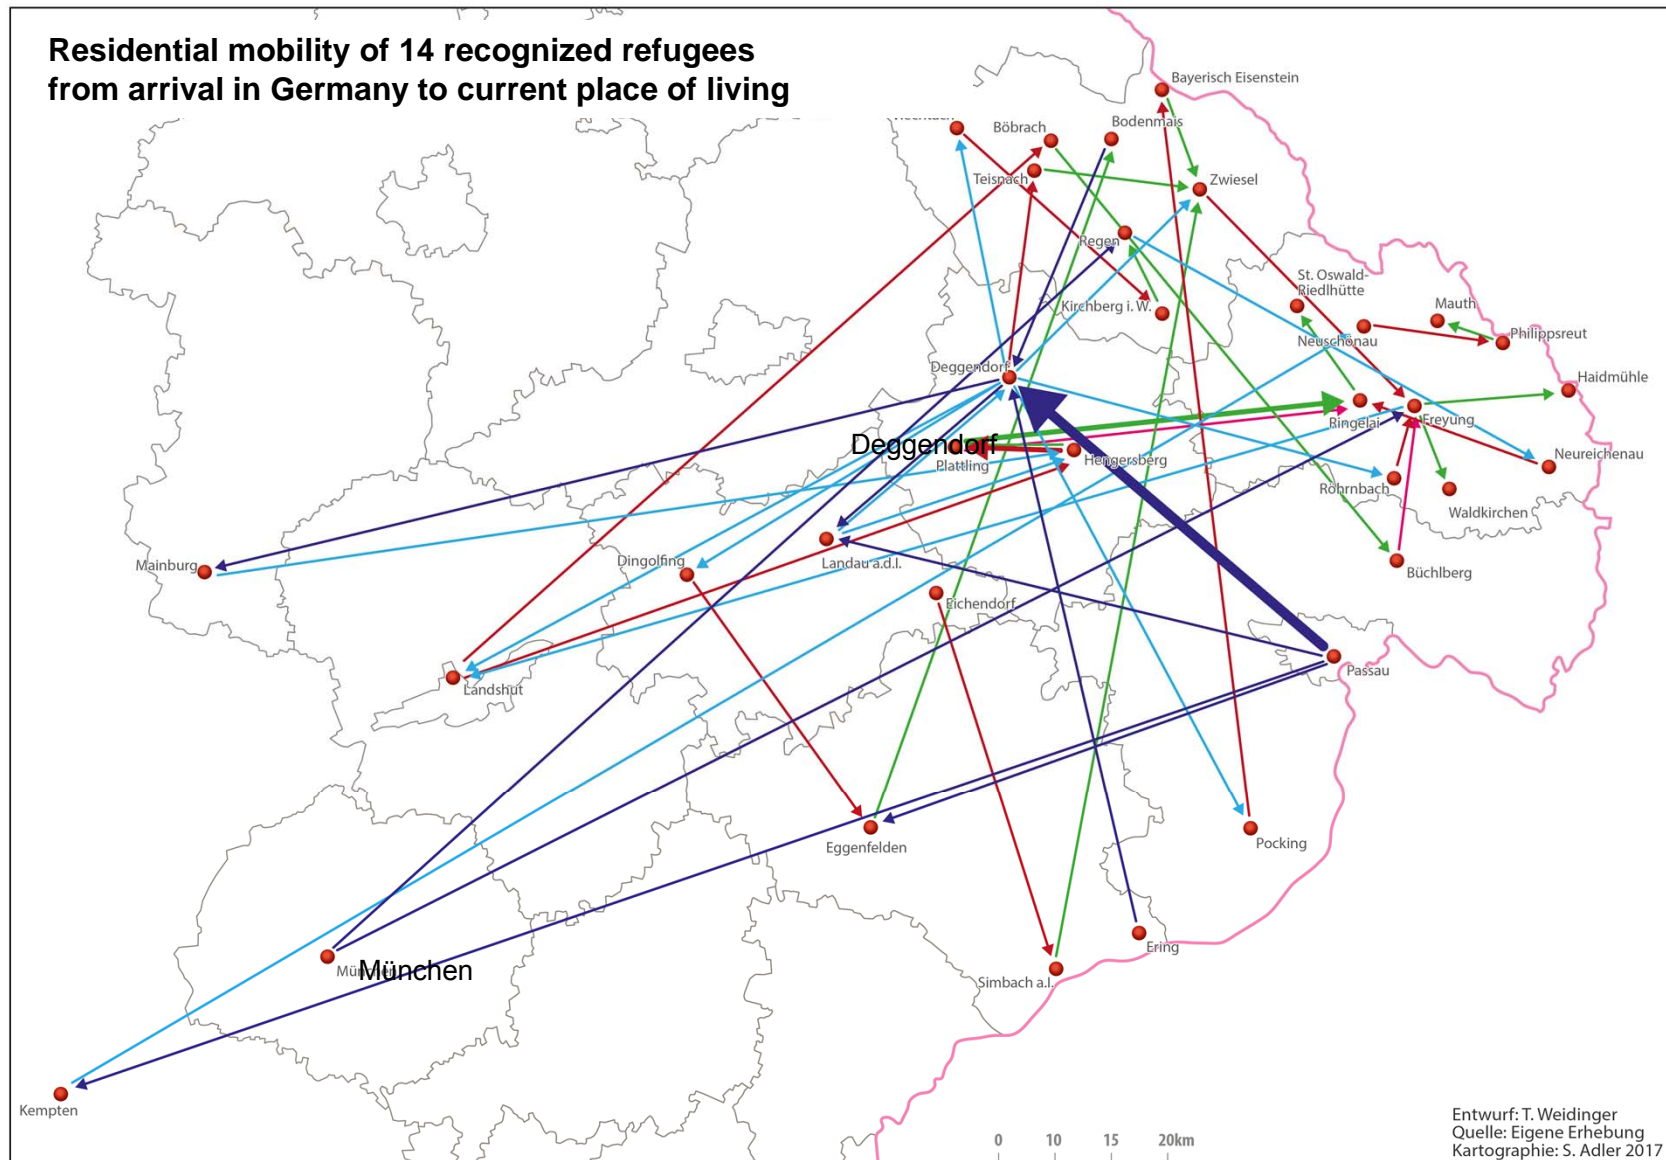 Residential mobility of 14 recognized refugees
from arrival in Germany to current place of living
Bayerisch Eisenstein
Böbrach
Bodenmais
Teisnach
Zwiesel
Regen
Kirchberg i. W.
St. Oswald-
Riedlhütte
Mauth
Neuschönau
Philippsreut
Deggendorf
Haidmühle
Ringelai
Freyung
Deggendorf
Plattling
Hengersberg
Neureichenau
Röhrnbach
Waldkirchen
Mainburg
Dingolfing
Landau a.d.I.
Büchlberg
Eichendorf
Passau
Landshut
Eggenfelden
Pocking
Ering
München
München
Simbach a.I.
Kempten
0 10 15 20km
Entwurf: T. Weidinger
Quelle: Eigene Erhebung
Kartographie: S. Adler 2017